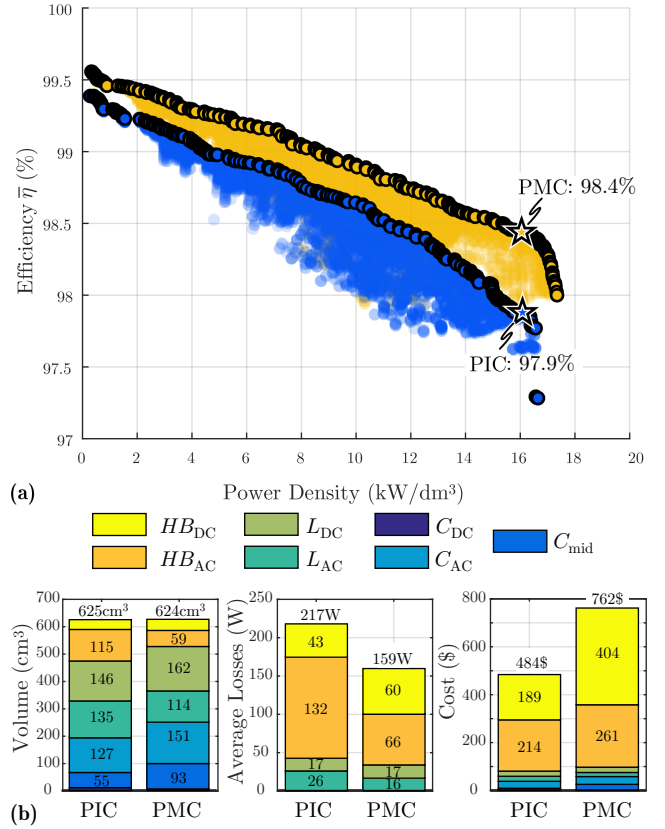 99.5
99
98.5
98
97.5
97
Efficiency η̅ (%)
PMC: 98.4%
PIC: 97.9%
0 2 4 6 8 10 12 14 16 18 20
(a)
Power Density (kW/dm³)
HB_DC L_DC C_DC C_mid
HB_AC L_AC C_AC
Volume (cm³)
700
600
500
400
300
200
100
0
625cm³ 624cm³
115 59
146 162
135 114
127 151
55 93
PIC PMC
Average Losses (W)
250
200
150
100
50
0
217W
159W
43 60
132 66
17 17
26 16
PIC PMC
Cost ($)
800
600
400
200
0
484$
762$
189 404
214 261
PIC PMC
(b)